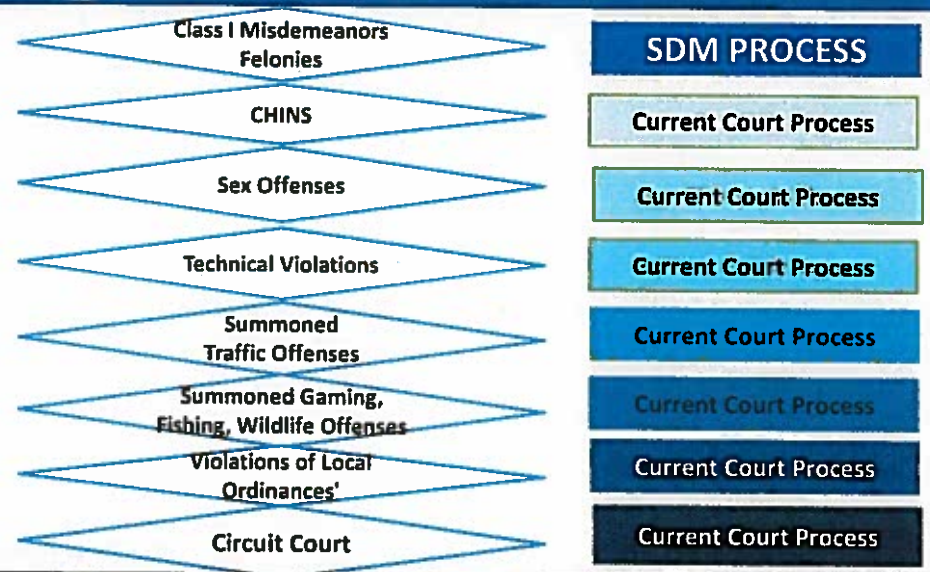 Class I Misdemeanors
Felonies
SDM PROCESS
CHINS
Current Court Process
Sex Offenses
Current Court Process
Technical Violations
Current Court Process
Summoned
Traffic Offenses
Current Court Process
Summoned Gaming,
Fishing, Wildlife Offenses
Current Court Process
Violations of Local
Ordinances'
Current Court Process
Circuit Court
Current Court Process